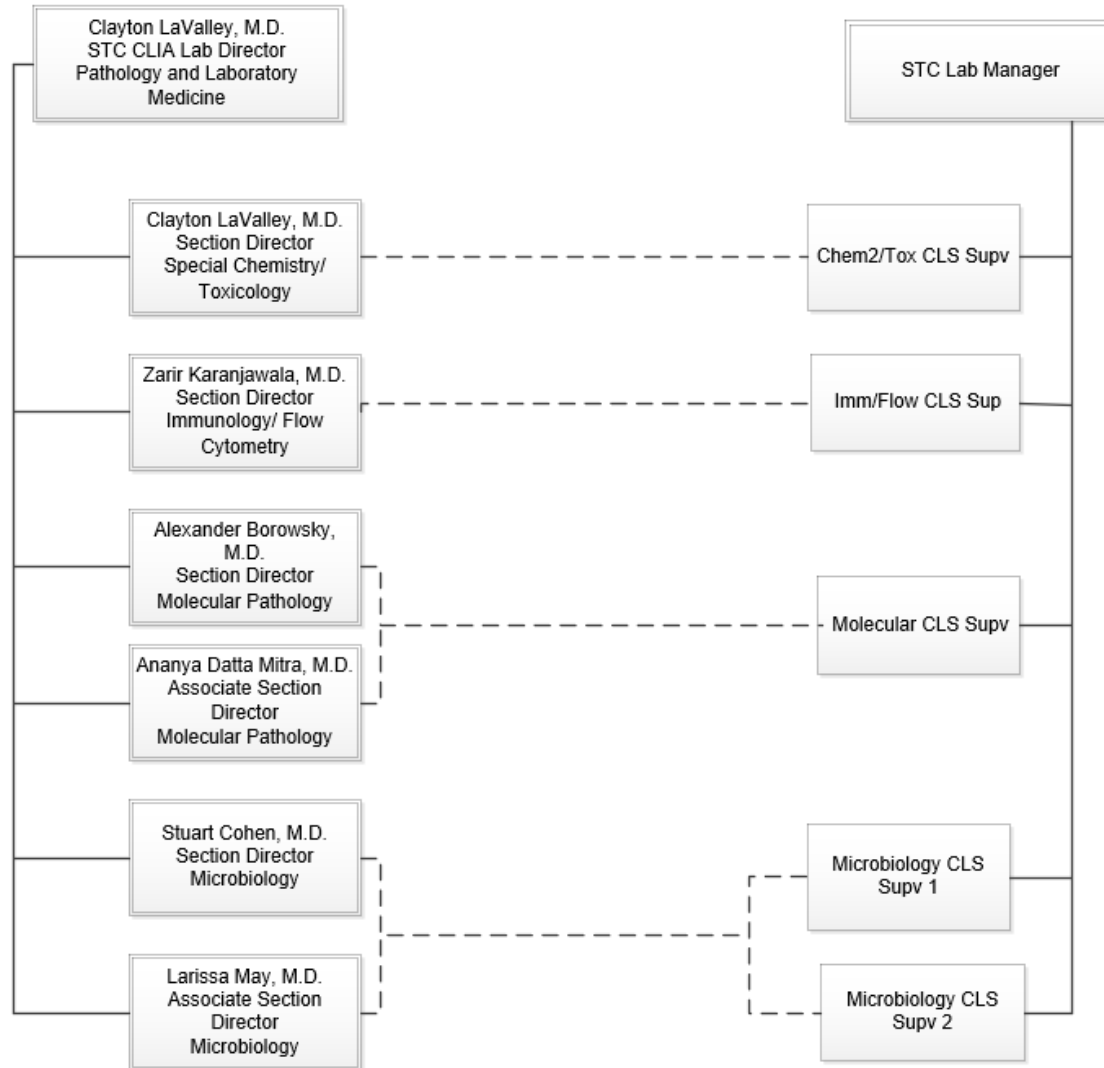 Clayton LaValley, M.D.
STC CLIA Lab Director
Pathology and Laboratory
Medicine
STC Lab Manager
Clayton LaValley, M.D.
Section Director
Special Chemistry/
Toxicology
Chem2/Tox CLS Supv
Zarir Karanjawala, M.D.
Section Director
Immunology/ Flow
Cytometry
Imm/Flow CLS Sup
Alexander Borowsky,
M.D.
Section Director
Molecular Pathology
Molecular CLS Supv
Ananya Datta Mitra, M.D.
Associate Section
Director
Molecular Pathology
Stuart Cohen, M.D.
Section Director
Microbiology
Microbiology CLS
Supv 1
Larissa May, M.D.
Associate Section
Director
Microbiology
Microbiology CLS
Supv 2